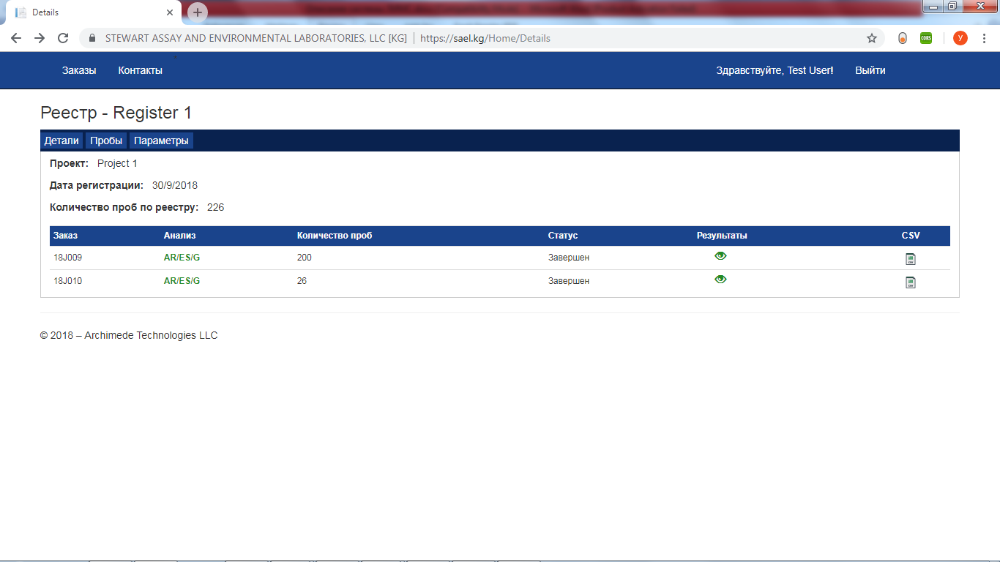 Details
STEWART ASSAY AND ENVIRONMENTAL LABORATORIES, LLC [KG] | https://sael.kg/Home/Details
CORS
У
Заказы Контакты Здравствуйте, Test User! Выйти
Реестр - Register 1
Детали Пробы Параметры
Проект: Project 1
Дата регистрации: 30/9/2018
Количество проб по реестру: 226
Заказ Анализ Количество проб Статус Результаты CSV
18J009 AR/ES/G 200 Завершен
18J010 AR/ES/G 26 Завершен
© 2018 – Archimede Technologies LLC